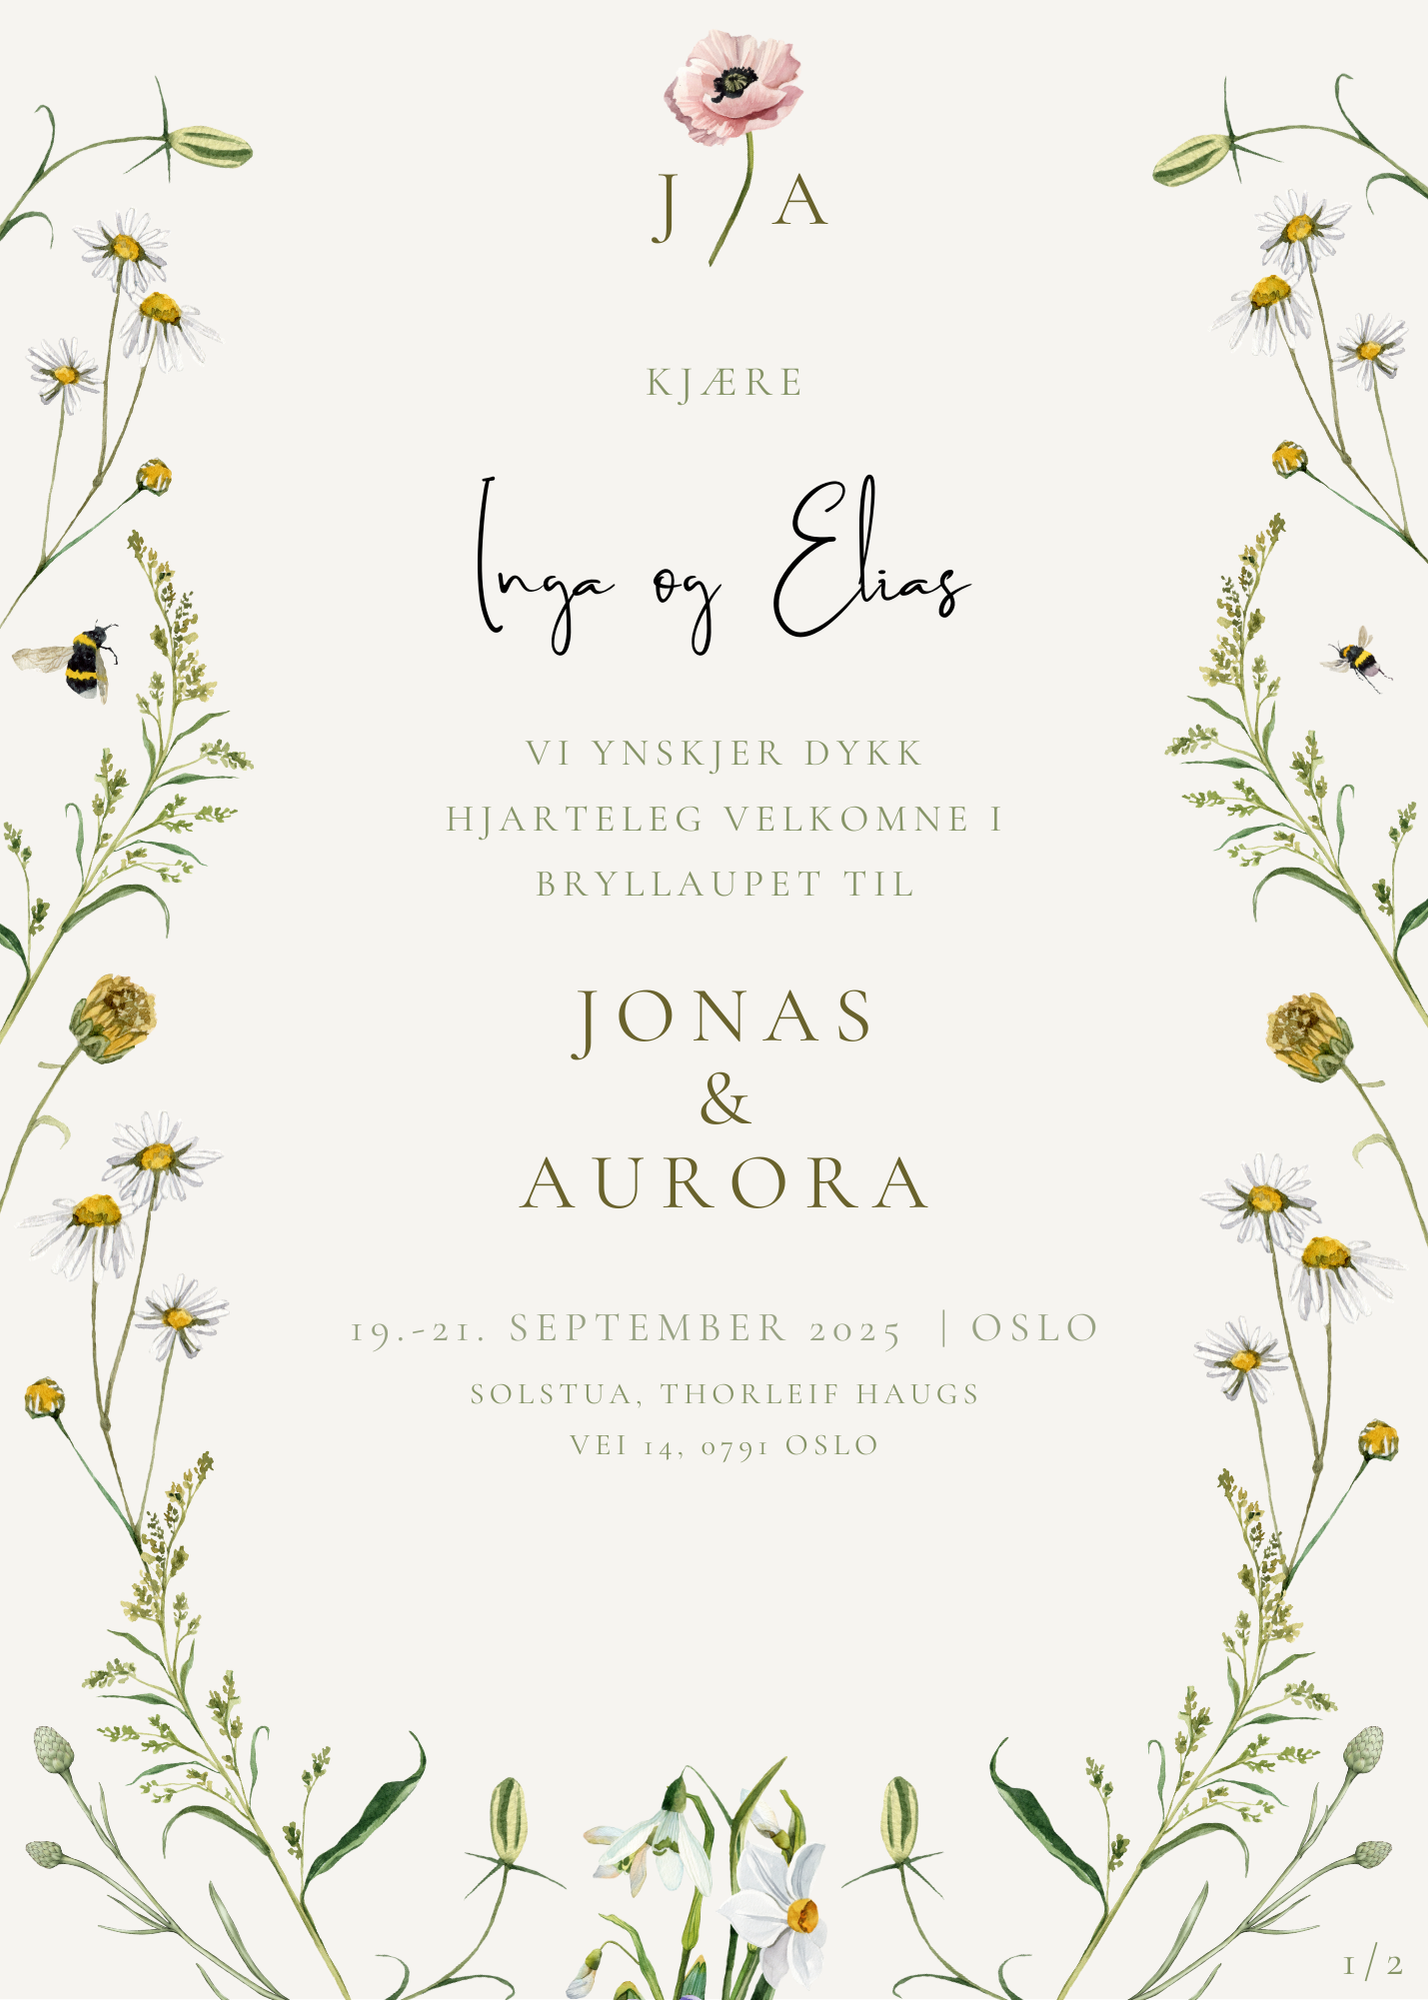 J A
KJÆRE
Inga og Elias
VI YNSKJER DYKK
HJARTELEG VELKOMNE I
BRYLLAUPET TIL
JONAS
&
AURORA
19.-21. SEPTEMBER 2025 | OSLO
SOLSTUA, THORLEIF HAUGS
VEI 14, 0791 OSLO
1/2